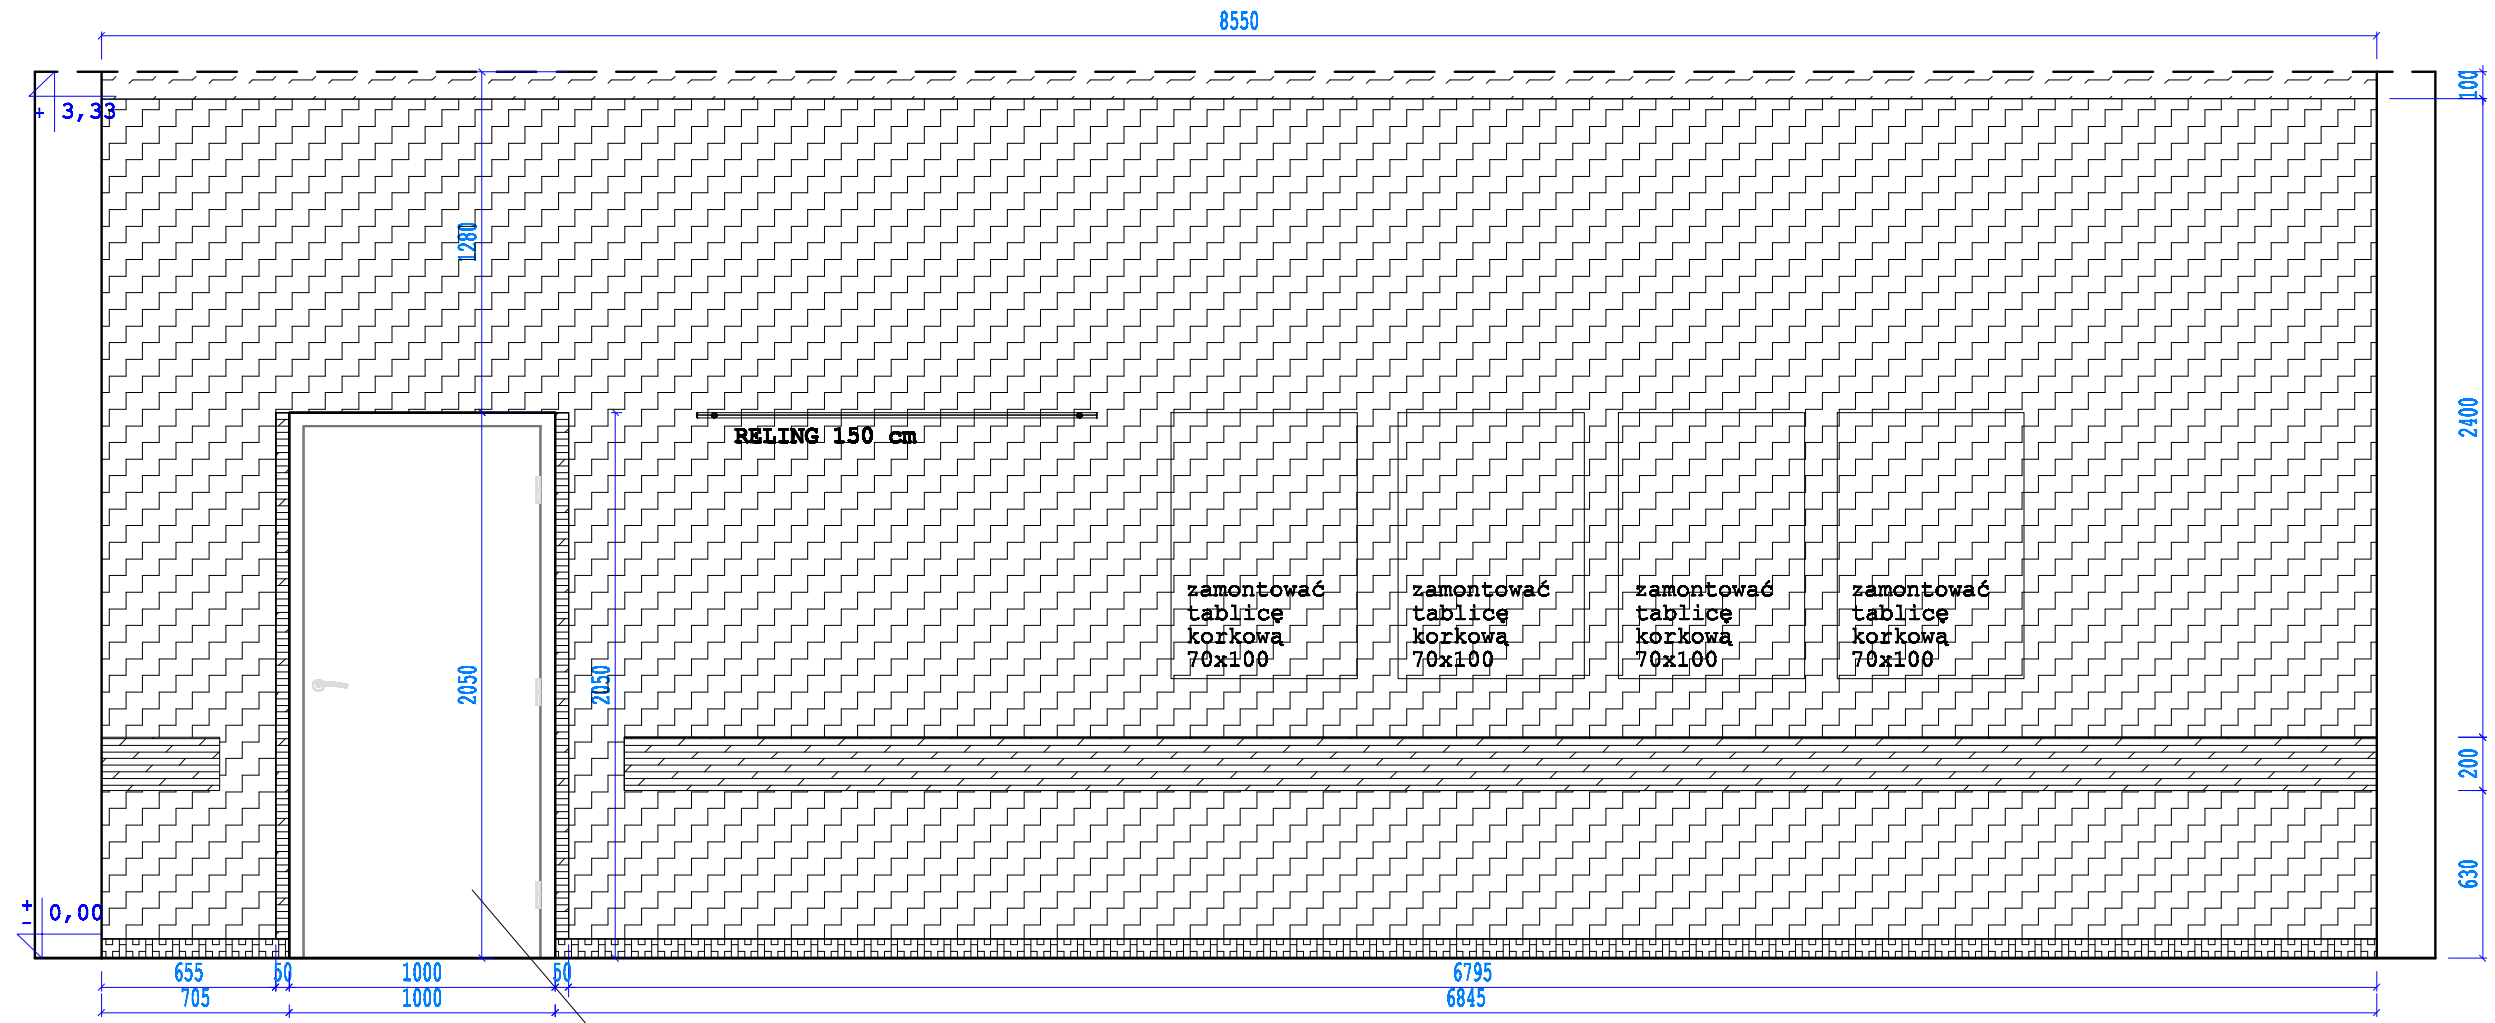 8550
100
+ 3,33
1280
2400
RELING 150 cm
zamontować
tablicę
korkową
70x100
zamontować
tablicę
korkową
70x100
zamontować
tablicę
korkową
70x100
zamontować
tablicę
korkową
70x100
2050
2050
200
630
+
- 0,00
655 50 1000 50 6795
705 1000 6845